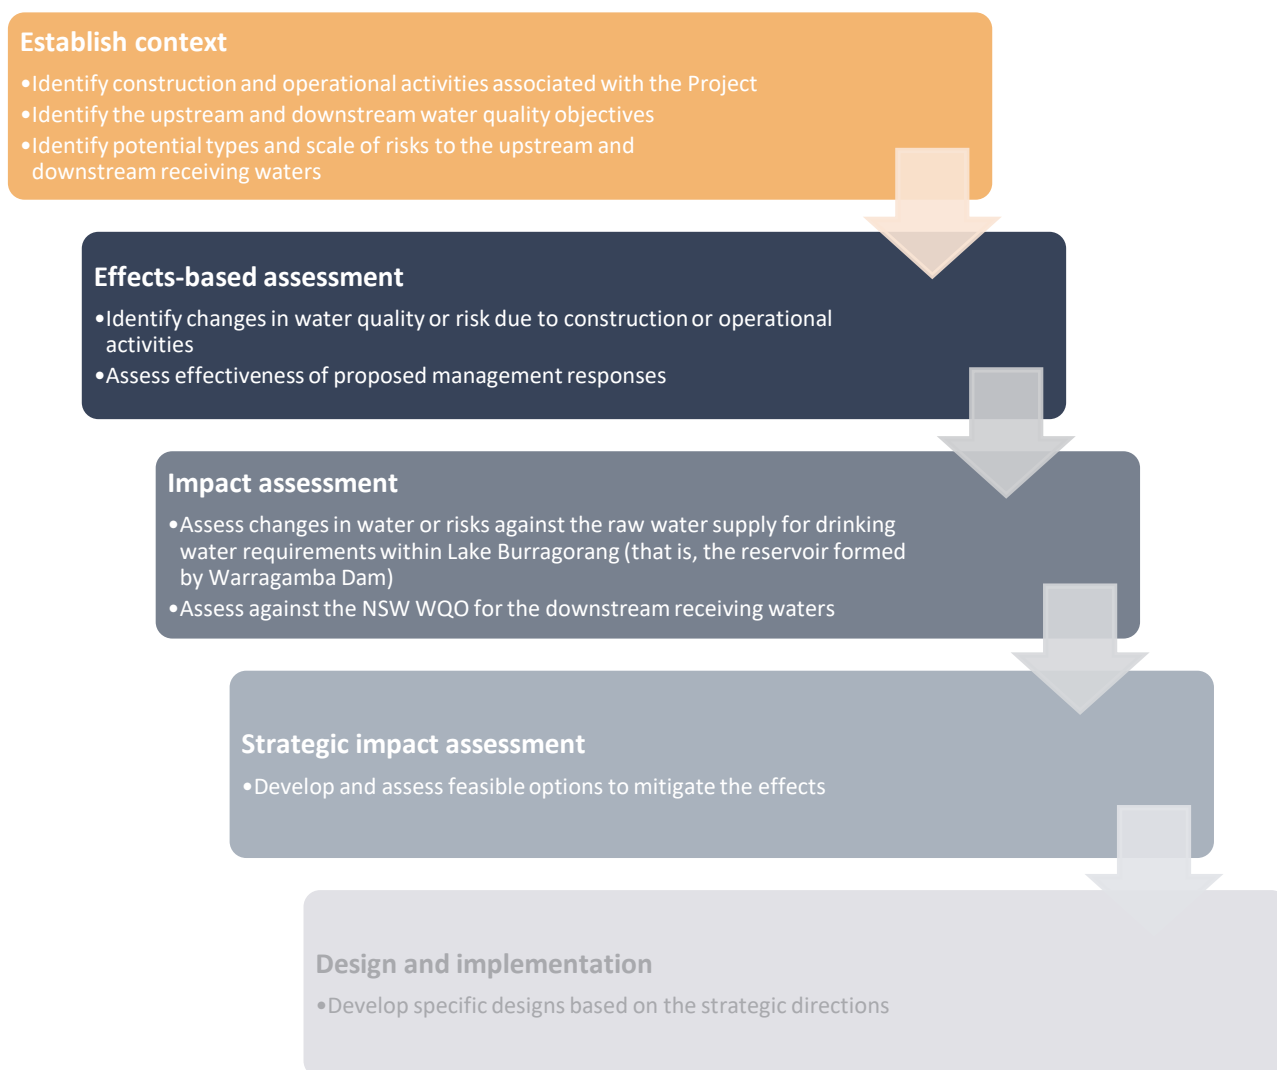 Establish context
•Identify construction and operational activities associated with the Project
•Identify the upstream and downstream water quality objectives
•Identify potential types and scale of risks to the upstream and
downstream receiving waters
Effects-based assessment
•Identify changes in water quality or risk due to construction or operational
activities
•Assess effectiveness of proposed management responses
Impact assessment
•Assess changes in water or risks against the raw water supply for drinking
water requirements within Lake Burragorang (that is, the reservoir formed
by Warragamba Dam)
•Assess against the NSW WQO for the downstream receiving waters
Strategic impact assessment
•Develop and assess feasible options to mitigate the effects
Design and implementation
•Develop specific designs based on the strategic directions